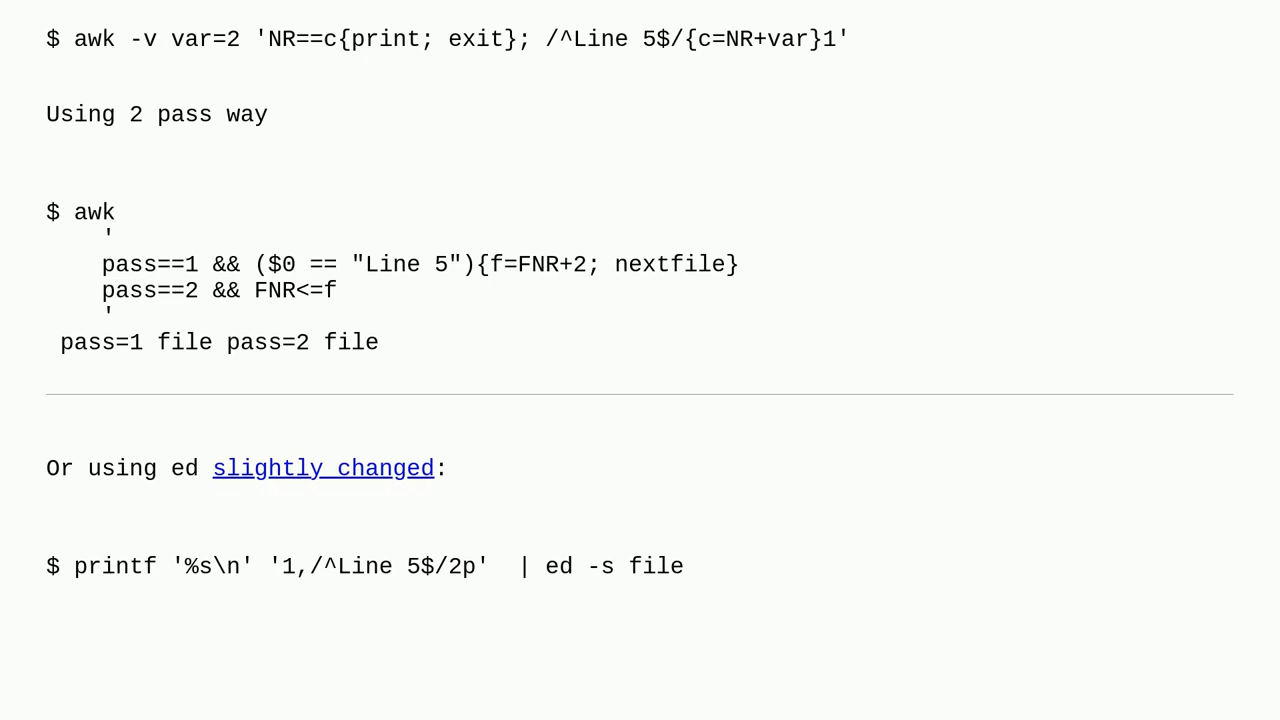 $ awk -v var=2 'NR==c{print; exit}; /^Line 5$/{c=NR+var}1'
Using 2 pass way
$ awk
    '
    pass==1 && ($0 == "Line 5"){f=FNR+2; nextfile}
    pass==2 && FNR<=f
    '
 pass=1 file pass=2 file
Or using ed slightly changed:
$ printf '%s\n' '1,/^Line 5$/2p'  | ed -s file